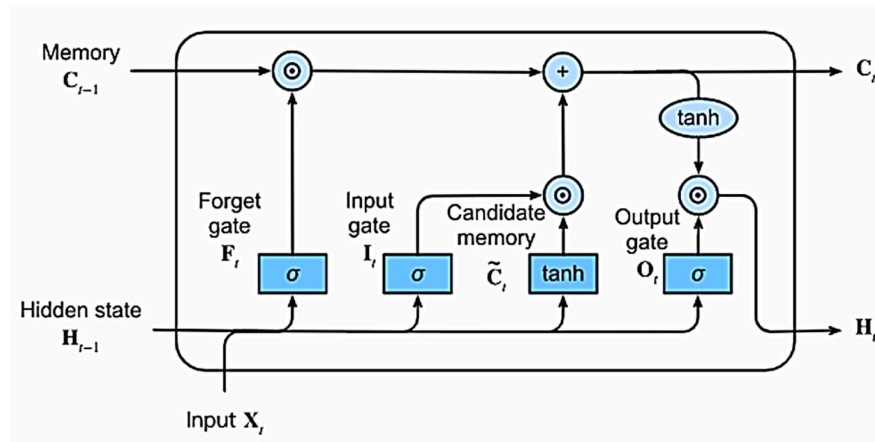 Memory
C_{t−1}
⊙
+
C_t
tanh
Forget
gate
F_t
Input
gate
I_t
⊙
Candidate
memory
C̃_t
Output
gate
O_t
⊙
σ
σ
tanh
σ
Hidden state
H_{t−1}
H_t
Input X_t